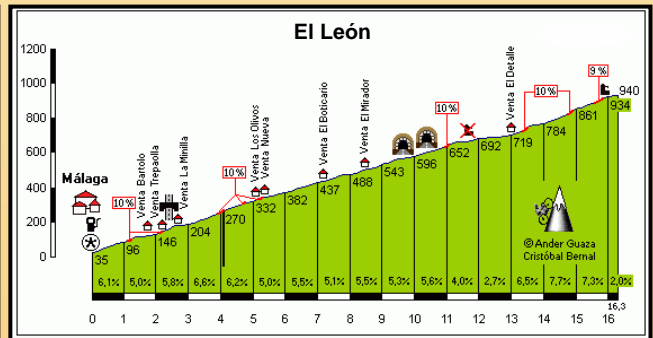 El León
1200
1000
800
600
400
200
0
Málaga
10%
Venta Bartolo
Venta Trepaolla
Venta La Minilla
10%
Venta Los Olivos
Venta Nueva
Venta El Boticario
Venta El Mirador
10%
Venta El Detalle
10%
9 %
940
934
35
96
146
204
270
332
382
437
488
543
596
652
692
719
784
861
© Ander Guaza
Cristóbal Bernal
6,1% 5,0% 5,8% 6,6% 6,2% 5,0% 5,5% 5,1% 5,5% 5,3% 5,6% 4,0% 2,7% 6,5% 7,7% 7,3% 2,0%
0 1 2 3 4 5 6 7 8 9 10 11 12 13 14 15 16
16,3